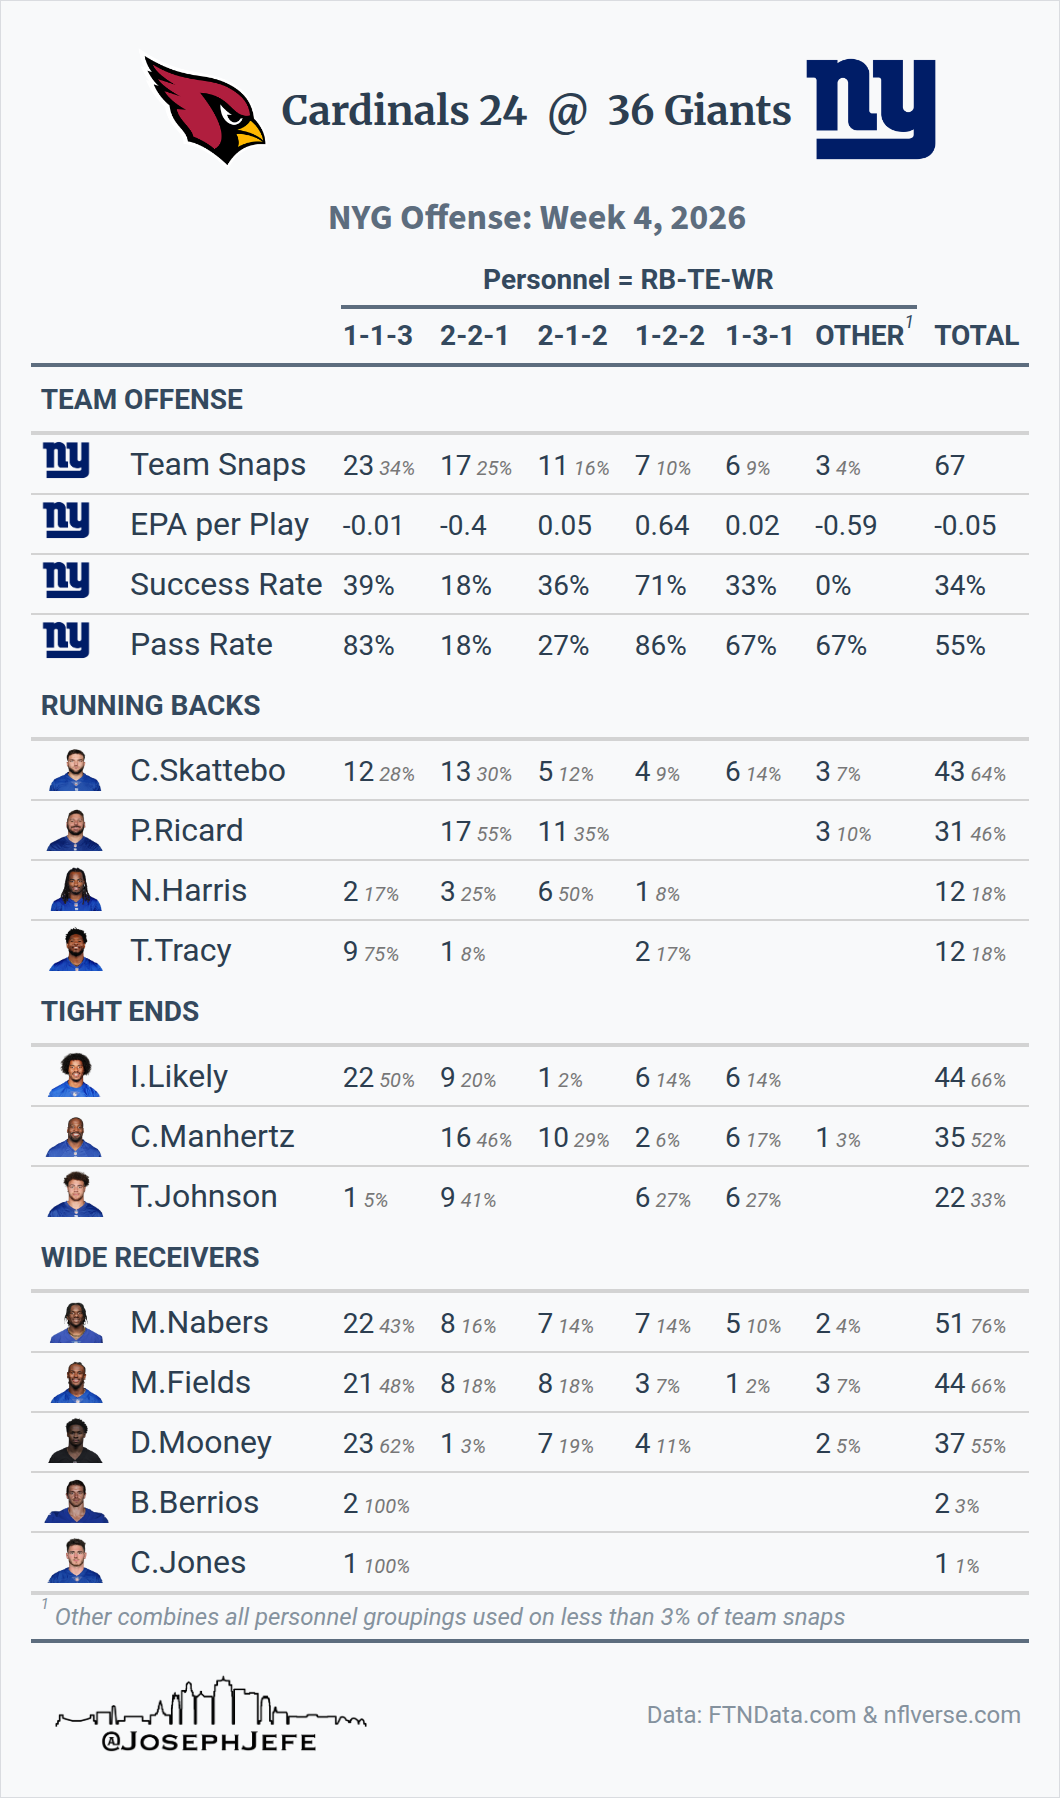 Cardinals 24 @ 36 Giants
NYG Offense: Week 4, 2026
Personnel = RB-TE-WR
1-1-3 2-2-1 2-1-2 1-2-2 1-3-1 OTHER1 TOTAL
TEAM OFFENSE
ny Team Snaps 23 34% 17 25% 11 16% 7 10% 6 9% 3 4% 67
ny EPA per Play -0.01 -0.4 0.05 0.64 0.02 -0.59 -0.05
ny Success Rate 39% 18% 36% 71% 33% 0% 34%
ny Pass Rate 83% 18% 27% 86% 67% 67% 55%
RUNNING BACKS
C.Skattebo 12 28% 13 30% 5 12% 4 9% 6 14% 3 7% 43 64%
P.Ricard 17 55% 11 35% 3 10% 31 46%
N.Harris 2 17% 3 25% 6 50% 1 8% 12 18%
T.Tracy 9 75% 1 8% 2 17% 12 18%
TIGHT ENDS
I.Likely 22 50% 9 20% 1 2% 6 14% 6 14% 44 66%
C.Manhertz 16 46% 10 29% 2 6% 6 17% 1 3% 35 52%
T.Johnson 1 5% 9 41% 6 27% 6 27% 22 33%
WIDE RECEIVERS
M.Nabers 22 43% 8 16% 7 14% 7 14% 5 10% 2 4% 51 76%
M.Fields 21 48% 8 18% 8 18% 3 7% 1 2% 3 7% 44 66%
D.Mooney 23 62% 1 3% 7 19% 4 11% 2 5% 37 55%
B.Berrios 2 100% 2 3%
C.Jones 1 100% 1 1%
1 Other combines all personnel groupings used on less than 3% of team snaps
@JOSEPHJEFE
Data: FTNData.com & nflverse.com